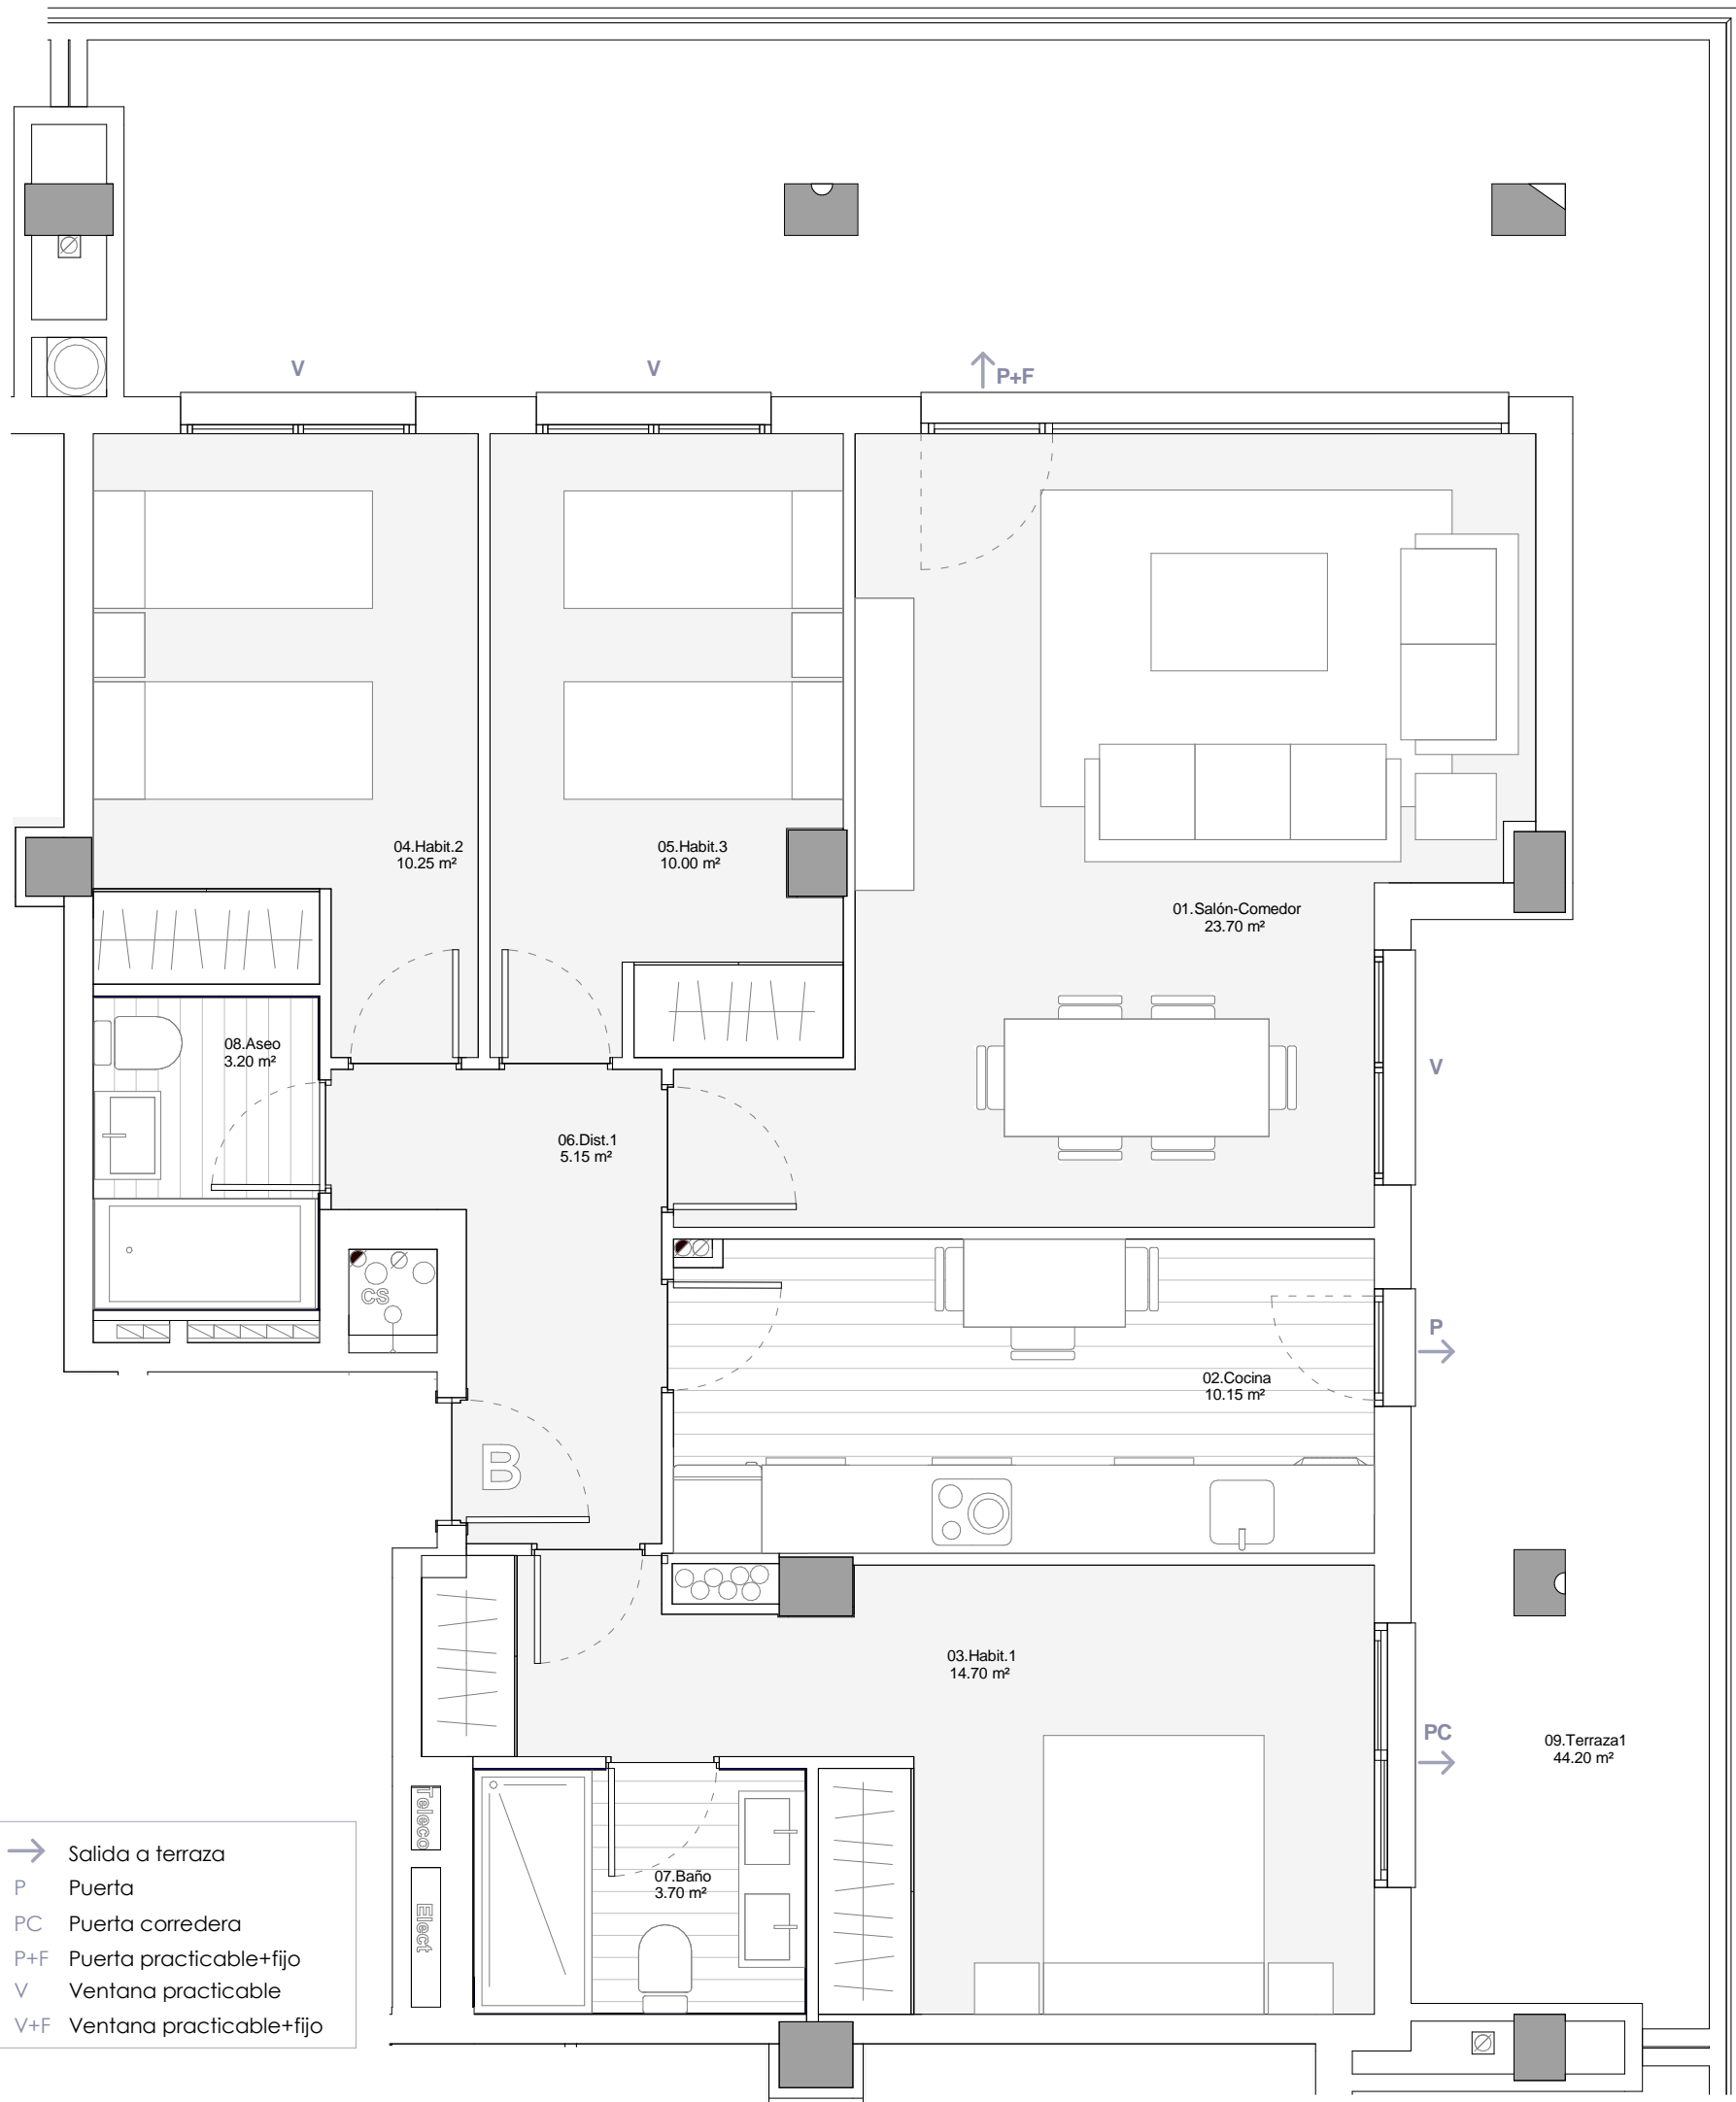 V
V
P+F
04.Habit.2
10.25 m²
05.Habit.3
10.00 m²
01.Salón-Comedor
23.70 m²
08.Aseo
3.20 m²
V
06.Dist.1
5.15 m²
CS
P
02.Cocina
10.15 m²
B
03.Habit.1
14.70 m²
PC
09.Terraza1
44.20 m²
Teleco
07.Baño
3.70 m²
Elect
Salida a terraza
P Puerta
PC Puerta corredera
P+F Puerta practicable+fijo
V Ventana practicable
V+F Ventana practicable+fijo